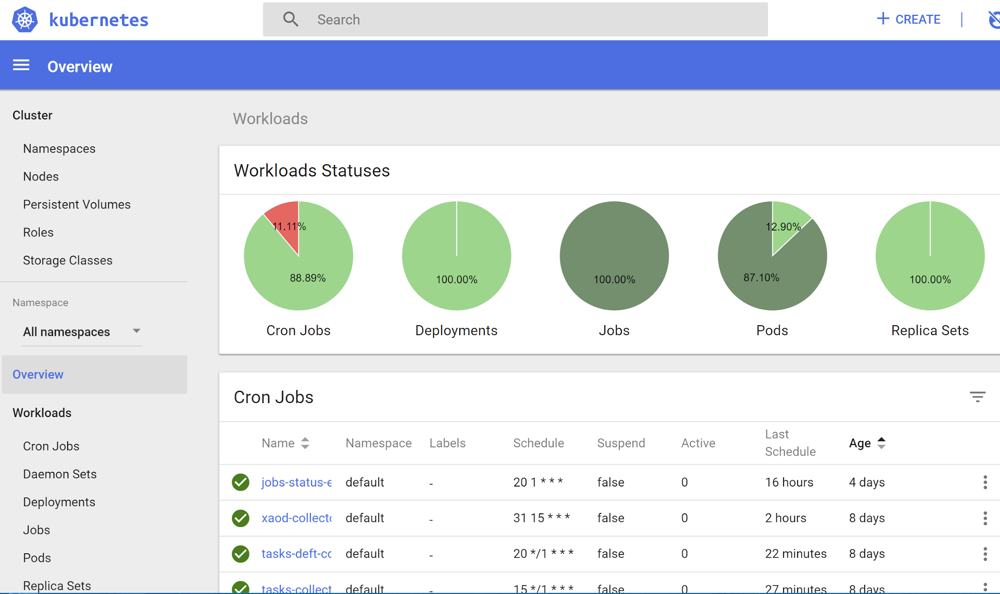 kubernetes
Search
CREATE
Overview
Cluster
Namespaces
Nodes
Persistent Volumes
Roles
Storage Classes
Namespace
All namespaces
Overview
Workloads
Cron Jobs
Daemon Sets
Deployments
Jobs
Pods
Replica Sets
Workloads
Workloads Statuses
11.11%
88.89%
100.00%
100.00%
12.90%
87.10%
100.00%
Cron Jobs
Deployments
Jobs
Pods
Replica Sets
Cron Jobs
Name Namespace Labels Schedule Suspend Active Last Schedule Age
jobs-status-e default - 20 1 * * * false 0 16 hours 4 days
xaod-collecto default - 31 15 * * * false 0 2 hours 8 days
tasks-deft-co default - 20 */1 * * * false 0 22 minutes 8 days
tasks-collect default - 15 */1 * * * false 0 27 minutes 8 days